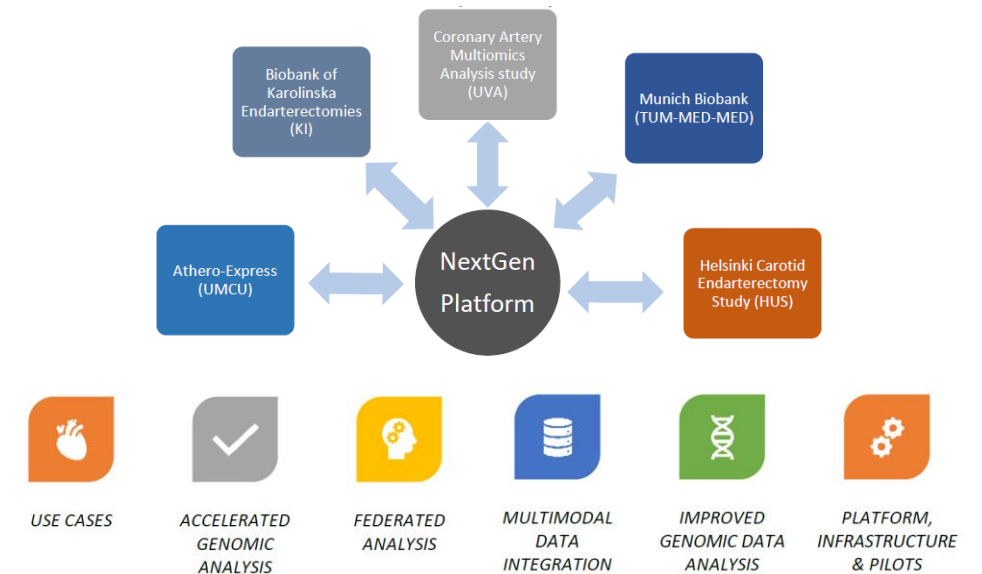 Coronary Artery
Multiomics
Analysis study
(UVA)
Biobank of
Karolinska
Endarterectomies
(KI)
Munich Biobank
(TUM-MED-MED)
Athero-Express
(UMCU)
NextGen
Platform
Helsinki Carotid
Endarterectomy
Study (HUS)
USE CASES
ACCELERATED
GENOMIC
ANALYSIS
FEDERATED
ANALYSIS
MULTIMODAL
DATA
INTEGRATION
IMPROVED
GENOMIC DATA
ANALYSIS
PLATFORM,
INFRASTRUCTURE
& PILOTS